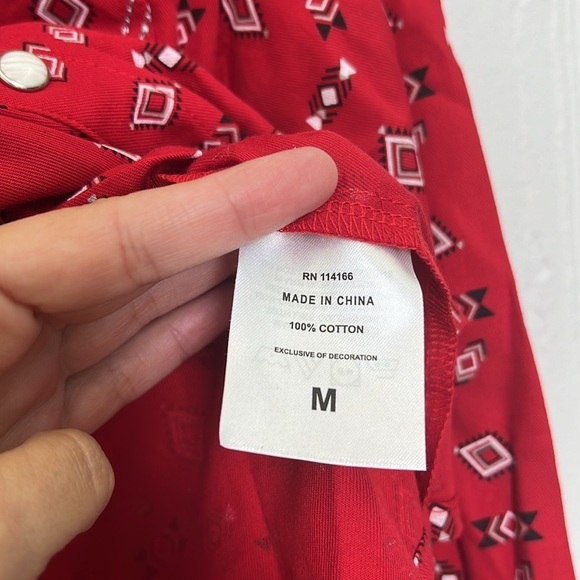 RN 114166
MADE IN CHINA
100% COTTON
EXCLUSIVE OF DECORATION
M